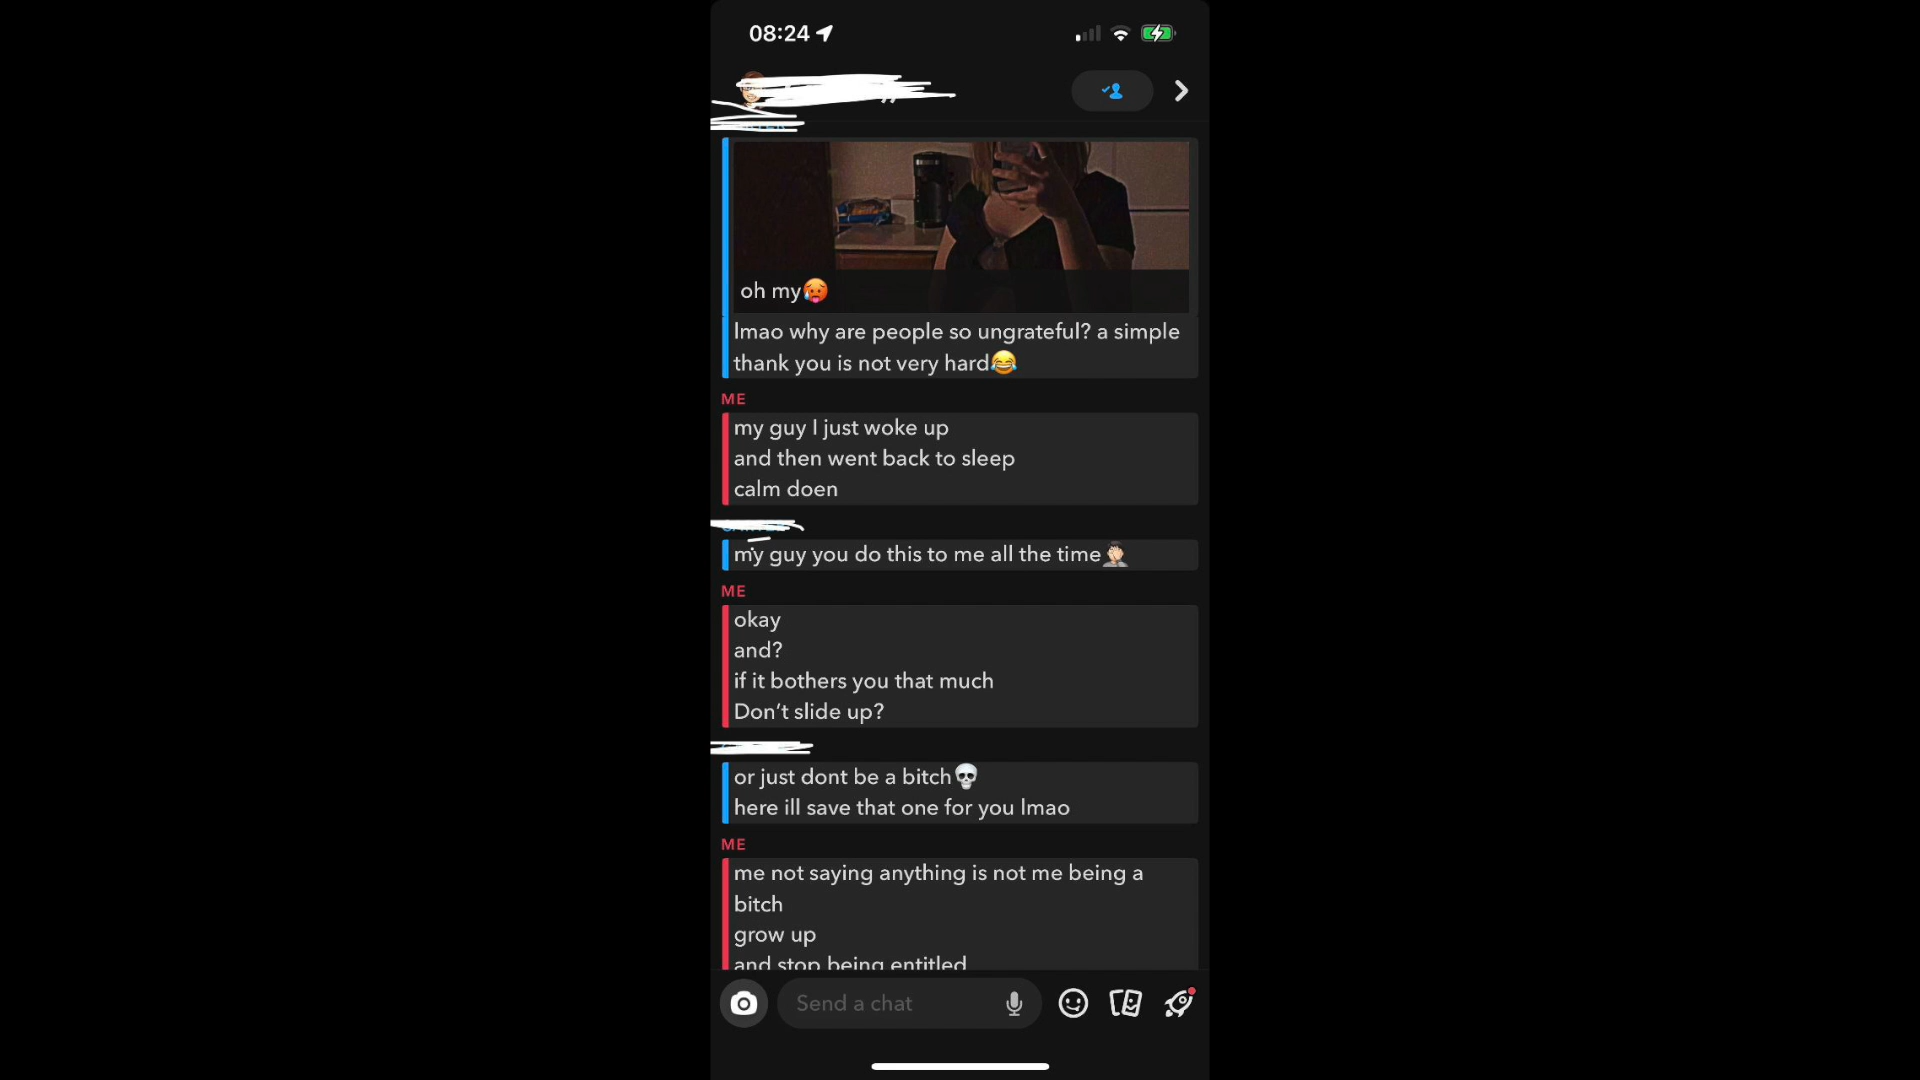 08:24
oh my🥵
lmao why are people so ungrateful? a simple
thank you is not very hard😂
ME
my guy I just woke up
and then went back to sleep
calm doen
my guy you do this to me all the time🤦🏻‍♂️
ME
okay
and?
if it bothers you that much
Don't slide up?
or just dont be a bitch💀
here ill save that one for you lmao
ME
me not saying anything is not me being a
bitch
grow up
and stop being entitled
Send a chat